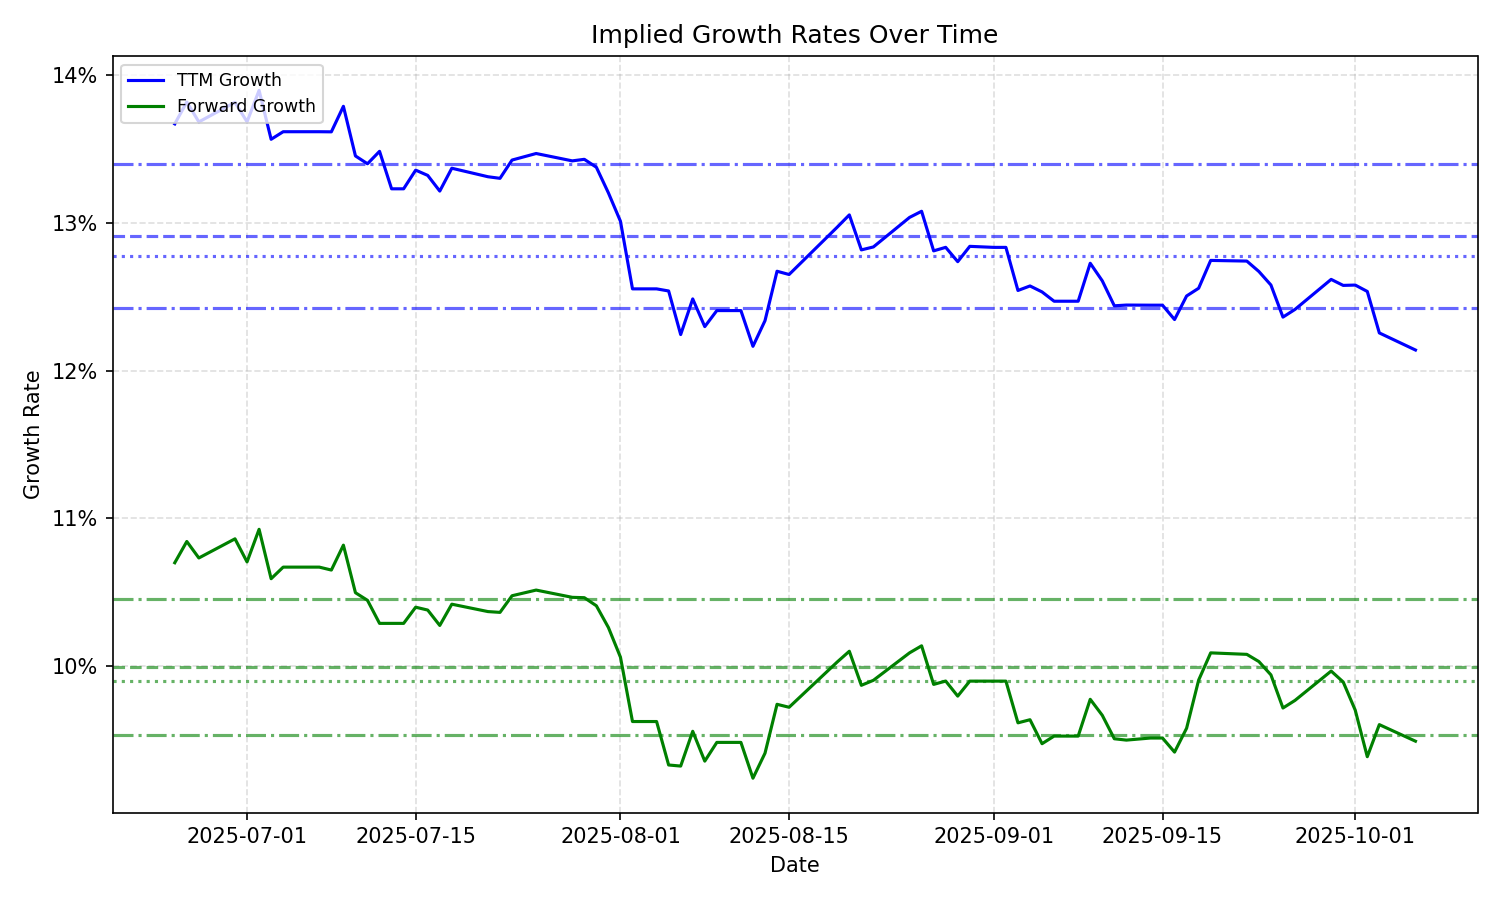 Implied Growth Rates Over Time
TTM Growth
Forward Growth
14%
13%
12%
11%
10%
Growth Rate
2025-07-01
2025-07-15
2025-08-01
2025-08-15
2025-09-01
2025-09-15
2025-10-01
Date